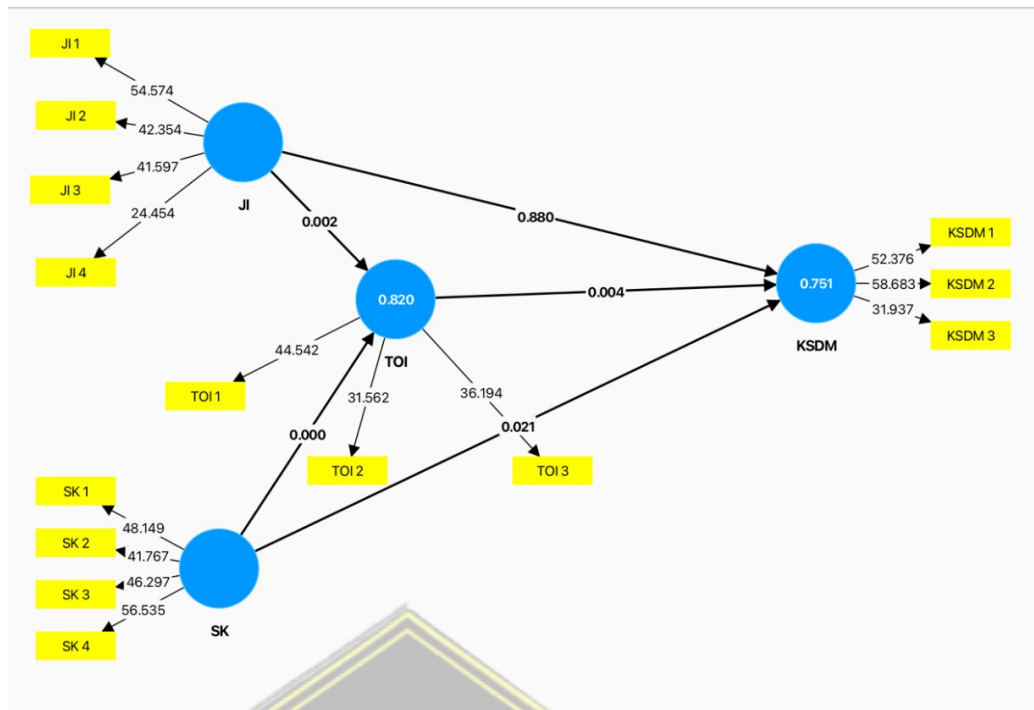 JI 1
54.574
JI 2
42.354
JI 3
41.597
24.454
JI 4
JI
0.002
0.880
TOI
0.820
0.004
44.542
TOI 1
31.562
TOI 2
36.194
TOI 3
0.000
0.021
SK 1
48.149
SK 2
41.767
SK 3
46.297
56.535
SK 4
SK
0.751
KSDM
52.376
KSDM 1
58.683
KSDM 2
31.937
KSDM 3